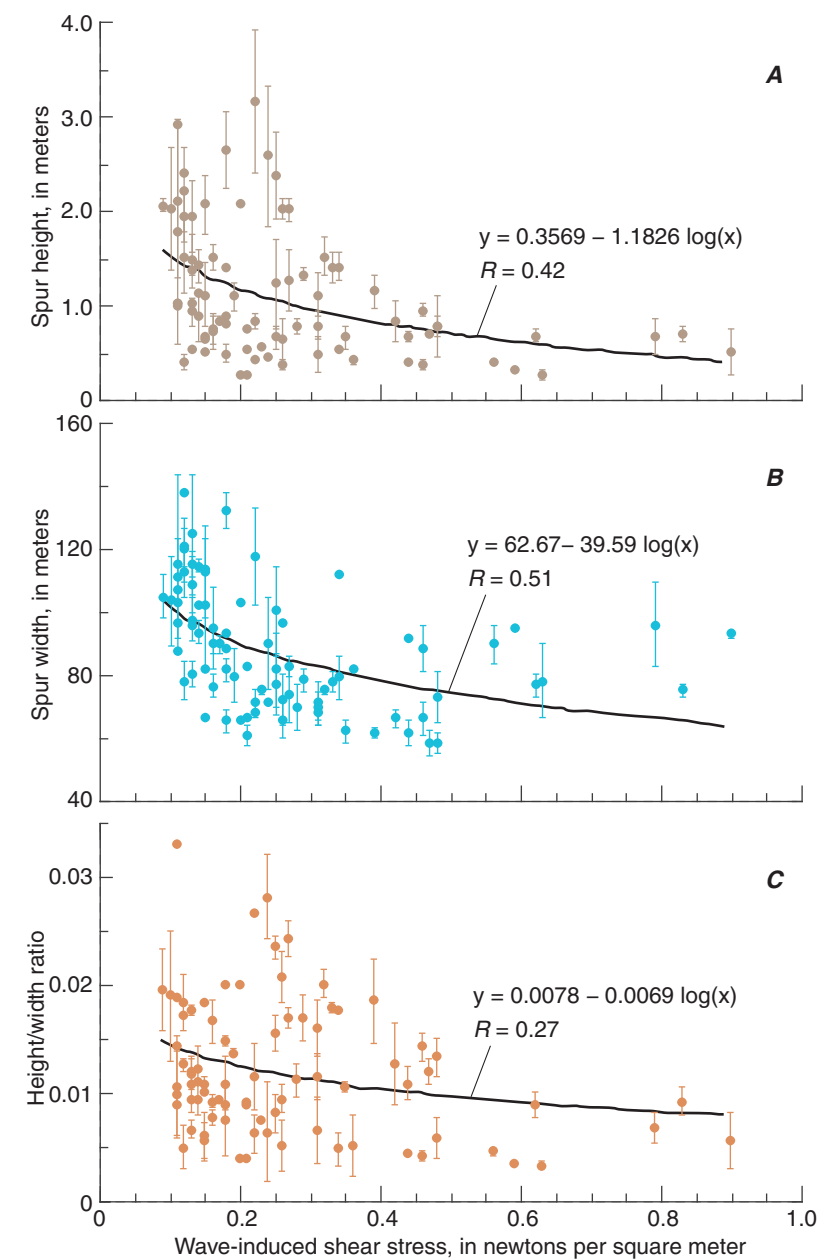 4.0
A
3.0
2.0
1.0
0
Spur height, in meters
y = 0.3569 − 1.1826 log(x)
R = 0.42
160
B
120
80
40
Spur width, in meters
y = 62.67− 39.59 log(x)
R = 0.51
C
0.03
0.02
0.01
0
Height/width ratio
y = 0.0078 − 0.0069 log(x)
R = 0.27
0 0.2 0.4 0.6 0.8 1.0
Wave-induced shear stress, in newtons per square meter